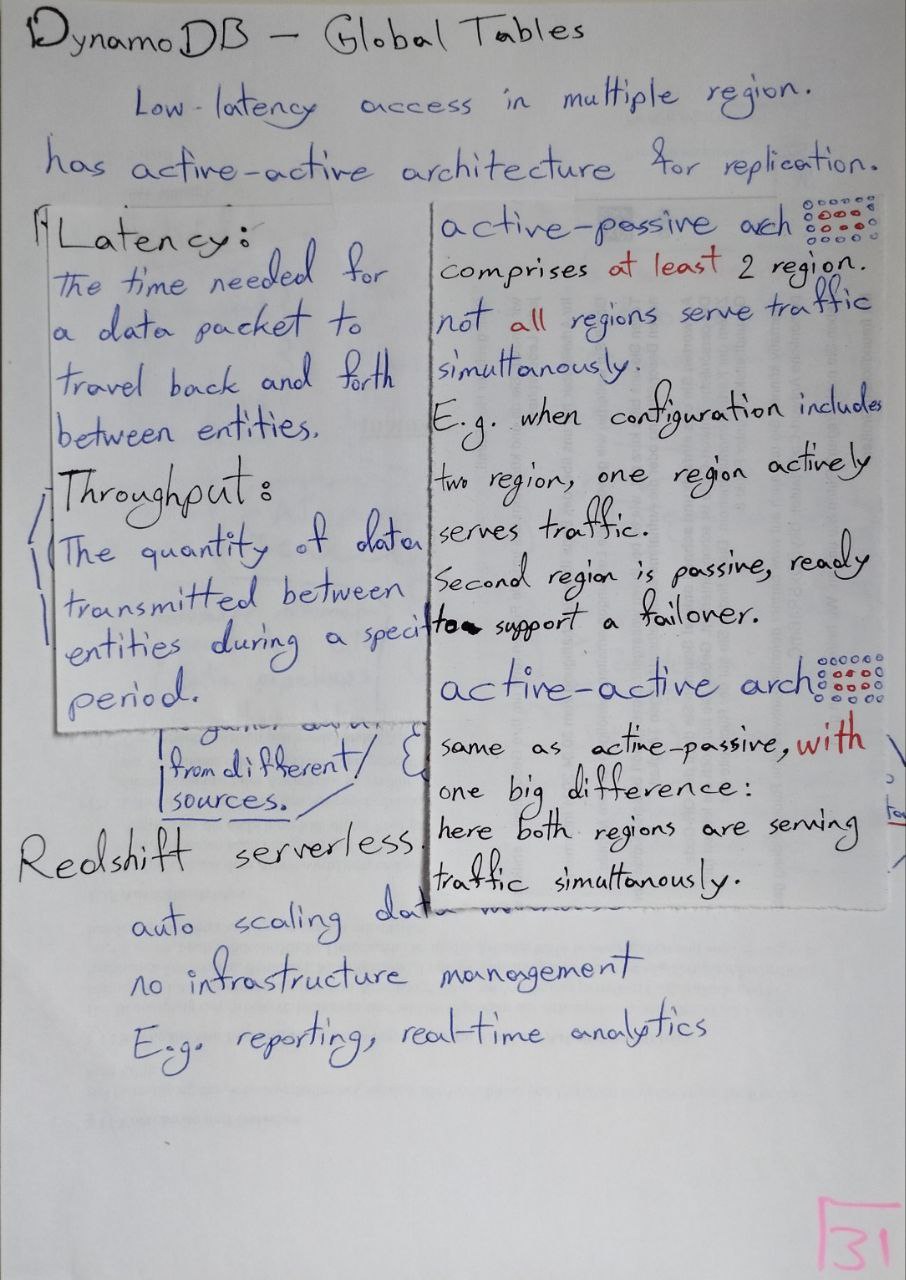 DynamoDB - Global Tables
Low-latency access in multiple region.
has active-active architecture for replication.
Latency:
The time needed for
a data packet to
travel back and forth
between entities.
Throughput:
The quantity of data
transmitted between
entities during a
period.
active-passive arch
comprises at least 2 region.
not all regions serve traffic
simultanously.
E.g. when configuration includes
two region, one region actively
serves traffic.
Second region is passive, ready
to support a failover.
active-active arch:
same as active-passive, with
one big difference:
here both regions are serving
traffic simultanously.
from different
sources.
Redshift serverless
auto scaling
no infrastructure management
E.g. reporting, real-time analytics
31